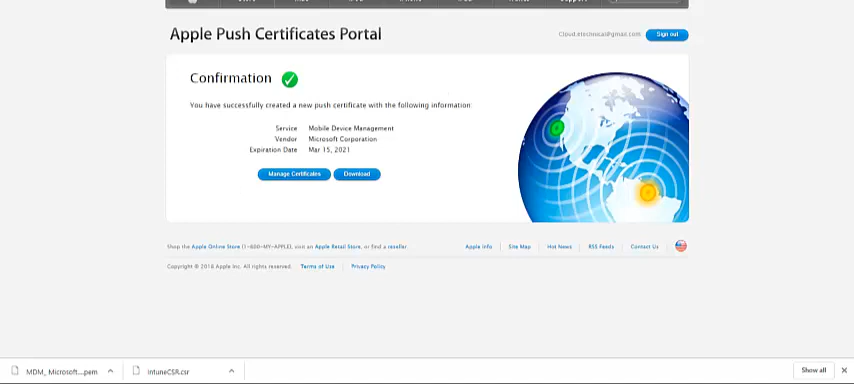 Apple Push Certificates Portal
Cloud.etechnical@gmail.com Sign out
Confirmation
You have successfully created a new push certificate with the following information:
Service Mobile Device Management
Vendor Microsoft Corporation
Expiration Date Mar 15, 2021
Manage Certificates Download
Shop the Apple Online Store (1-800-MY-APPLE), visit an Apple Retail Store, or find a reseller.
Apple Info Site Map Hot News RSS Feeds Contact Us
Copyright © 2016 Apple Inc. All rights reserved. Terms of Use Privacy Policy
MDM_ Microsoft....pem IntuneCSR.csr Show all